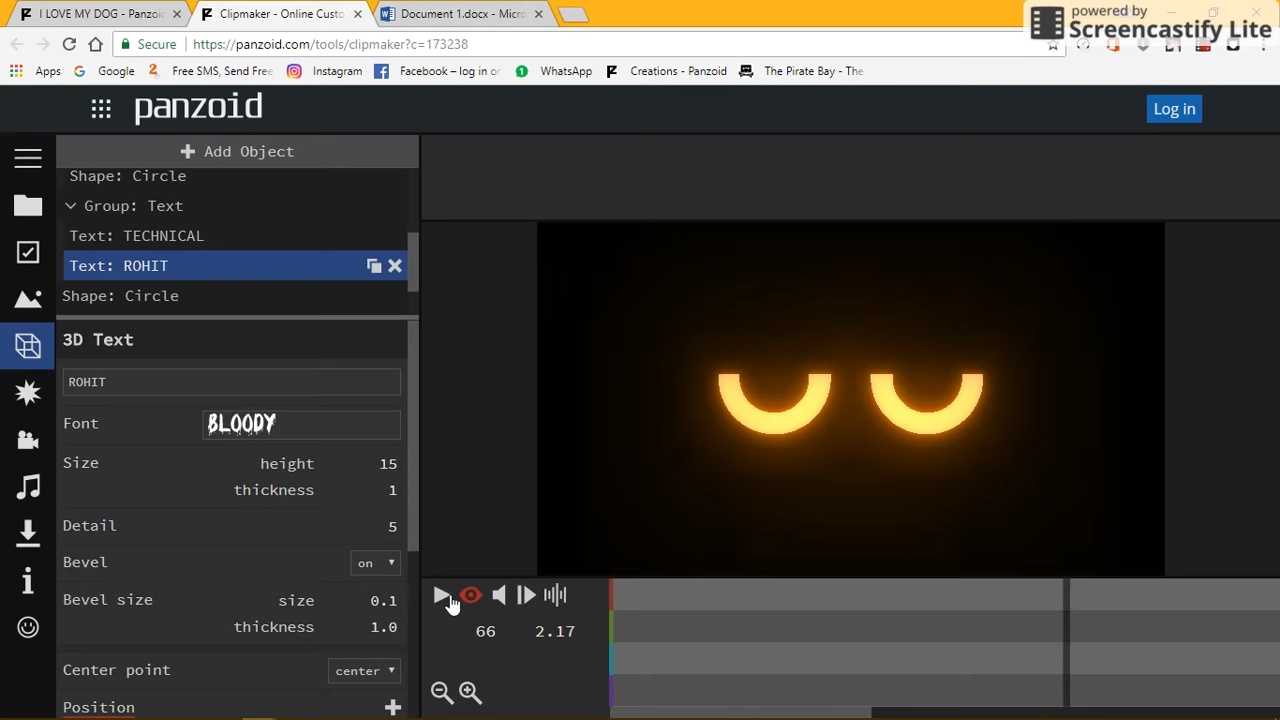 I LOVE MY DOG - Panzoid
Clipmaker - Online Custo
Document 1.docx - Micro
powered by
Screencastify Lite
Secure
https://panzoid.com/tools/clipmaker?c=173238
Apps
Google
Free SMS, Send Free
Instagram
Facebook – log in or
WhatsApp
Creations - Panzoid
The Pirate Bay - The
panzoid
Log in
Add Object
Shape: Circle
Group: Text
Text: TECHNICAL
Text: ROHIT
Shape: Circle
3D Text
ROHIT
Font BLOODY
Size height 15
thickness 1
Detail 5
Bevel on
Bevel size size 0.1
thickness 1.0
Center point center
Position
66 2.17